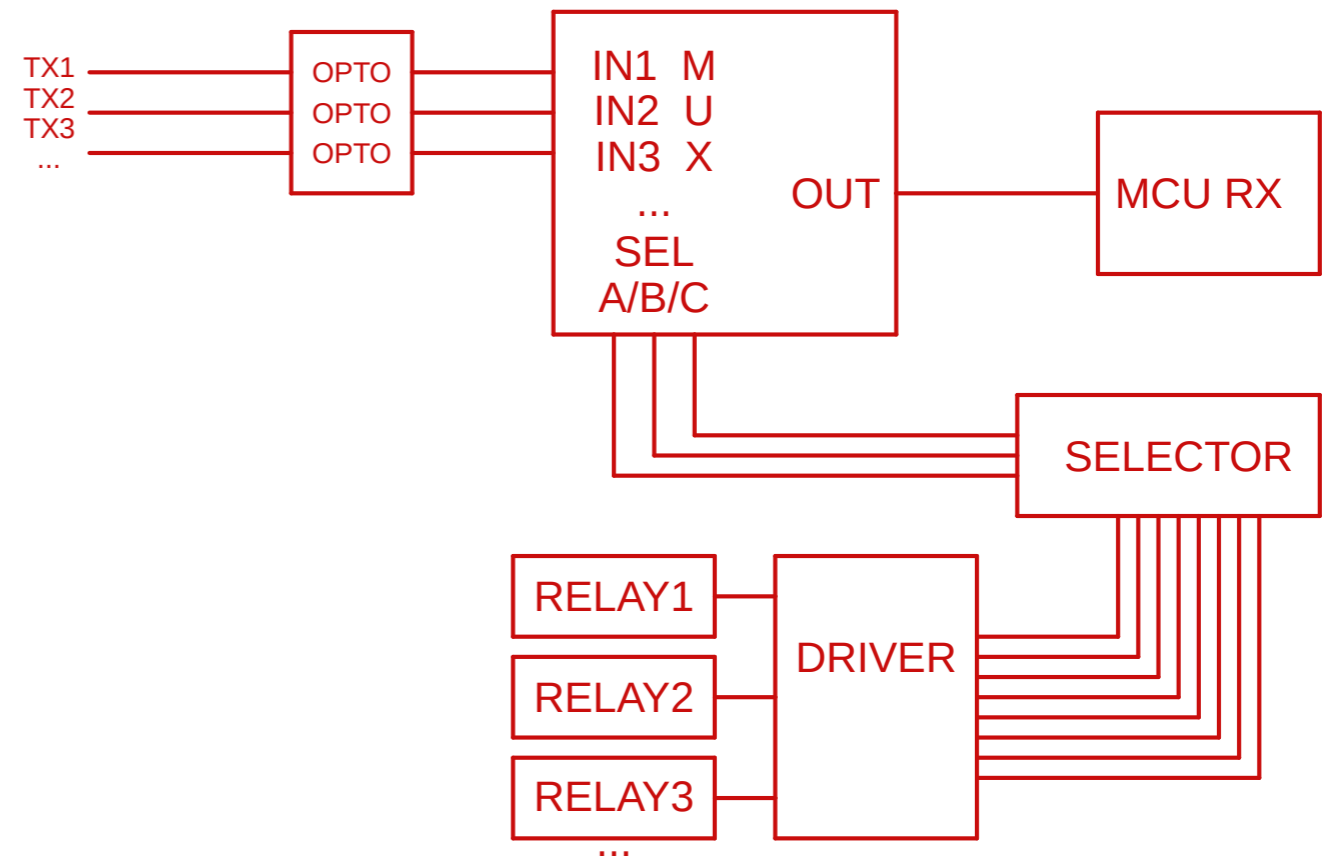 TX1
TX2
TX3
...
OPTO
OPTO
OPTO
IN1 M
IN2 U
IN3 X
...
SEL
A/B/C
OUT
MCU RX
SELECTOR
RELAY1
RELAY2
RELAY3
...
DRIVER